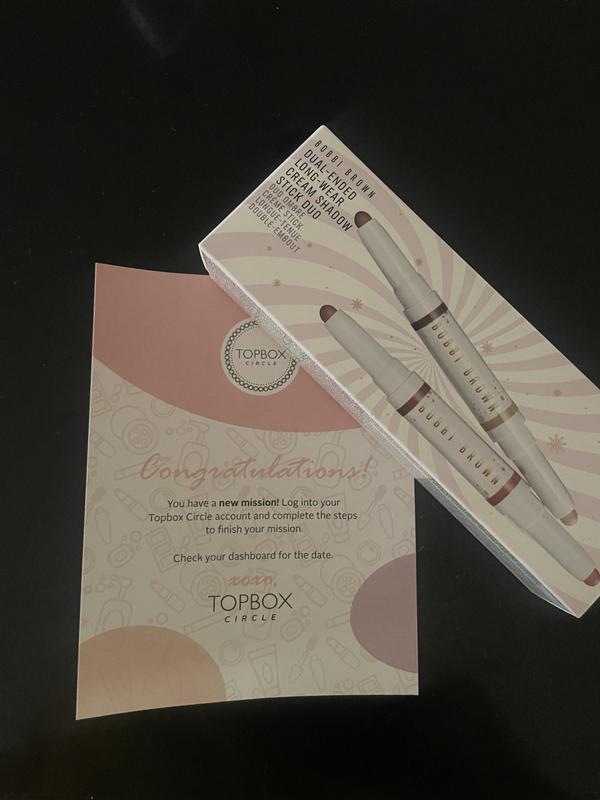 BOBBI BROWN
DUAL-ENDED
LONG-WEAR
CREAM SHADOW
STICK DUO
DUO OMBRE
CRÈME STICK
LONGUE-TENUE
DOUBLE-EMBOUT
BOBBI BROWN
BOBBI BROWN
TOPBOX
CIRCLE
Congratulations!
You have a new mission! Log into your
Topbox Circle account and complete the steps
to finish your mission.
Check your dashboard for the date.
xoxo,
TOPBOX
CIRCLE